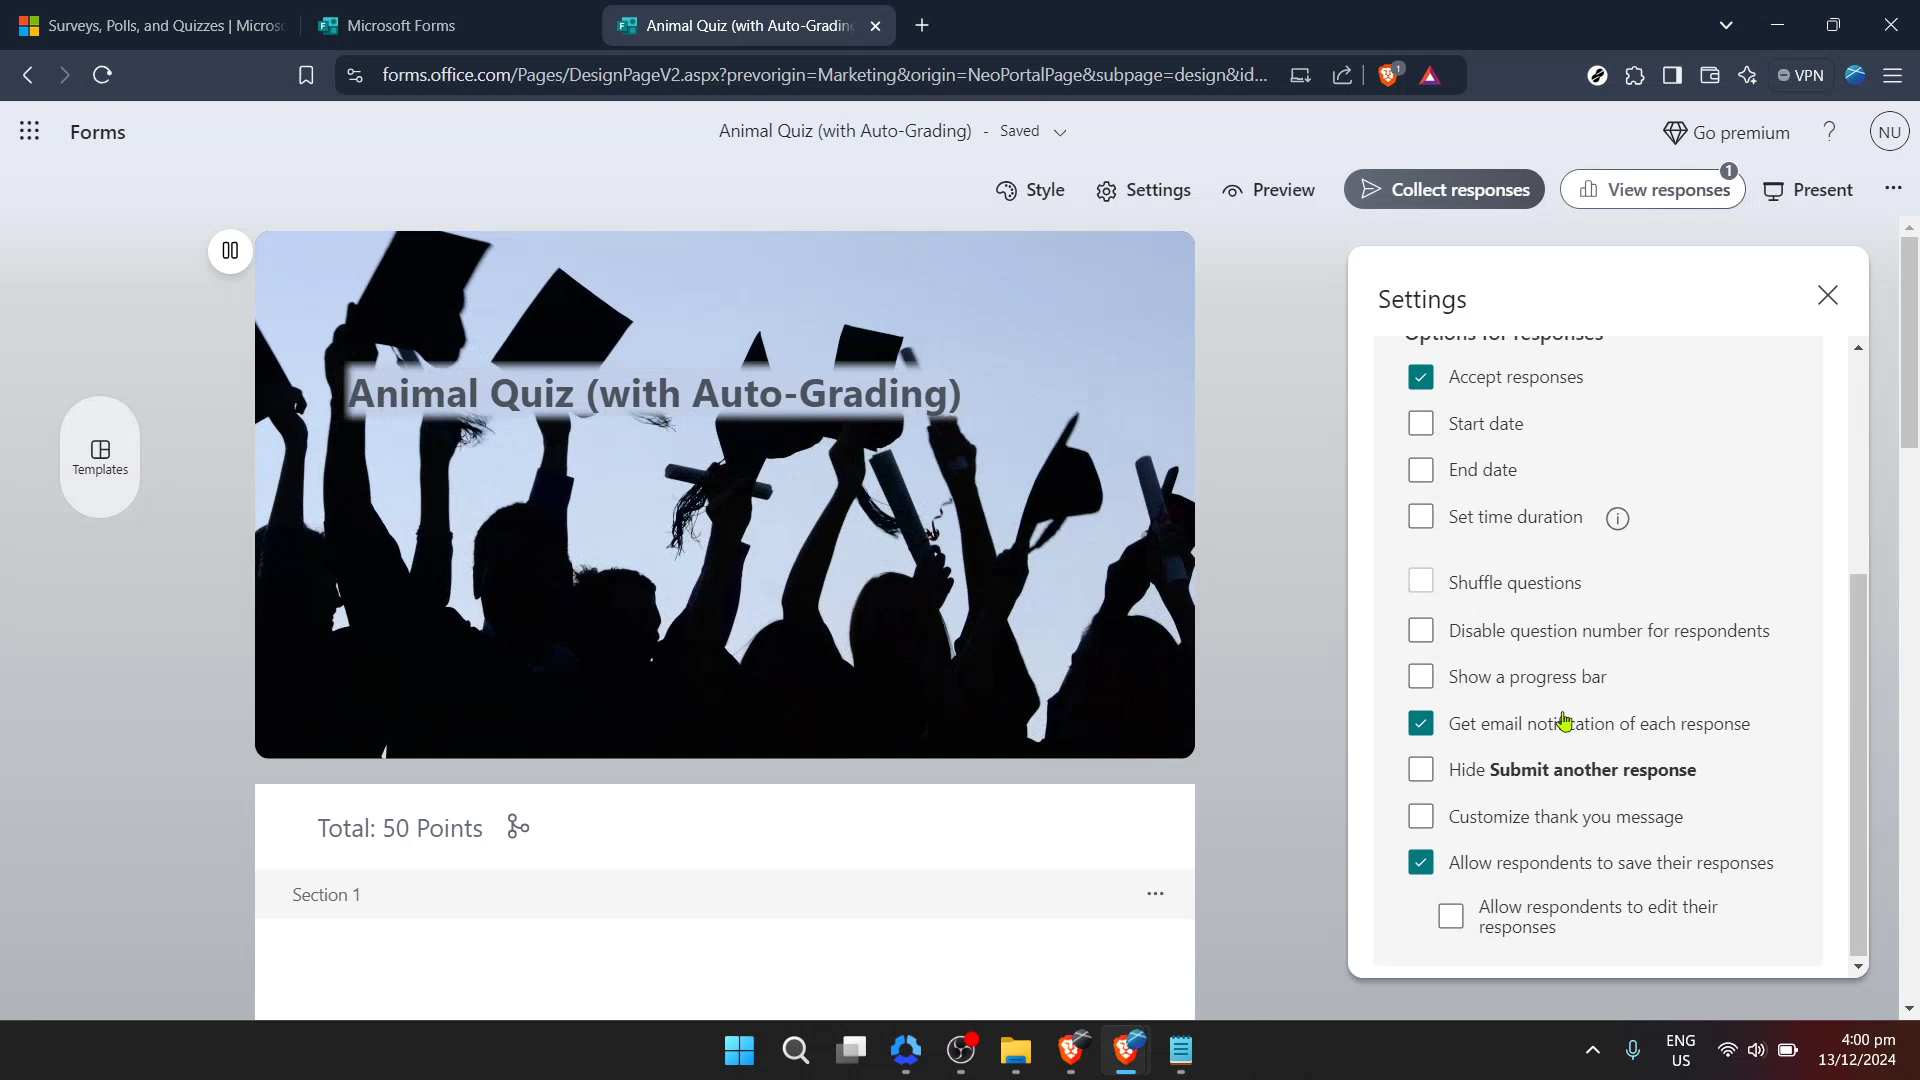 Surveys, Polls, and Quizzes | Micros
Microsoft Forms
Animal Quiz (with Auto-Gradin
forms.office.com/Pages/DesignPageV2.aspx?prevorigin=Marketing&origin=NeoPortalPage&subpage=design&id...
1
VPN
Forms
Animal Quiz (with Auto-Grading) - Saved
Go premium
?
NU
Style
Settings
Preview
Collect responses
View responses
1
Present
Templates
Animal Quiz (with Auto-Grading)
Total: 50 Points
Section 1
Settings
Options for responses
Accept responses
Start date
End date
Set time duration
Shuffle questions
Disable question number for respondents
Show a progress bar
Get email notification of each response
Hide Submit another response
Customize thank you message
Allow respondents to save their responses
Allow respondents to edit their
responses
ENG
US
4:00 pm
13/12/2024